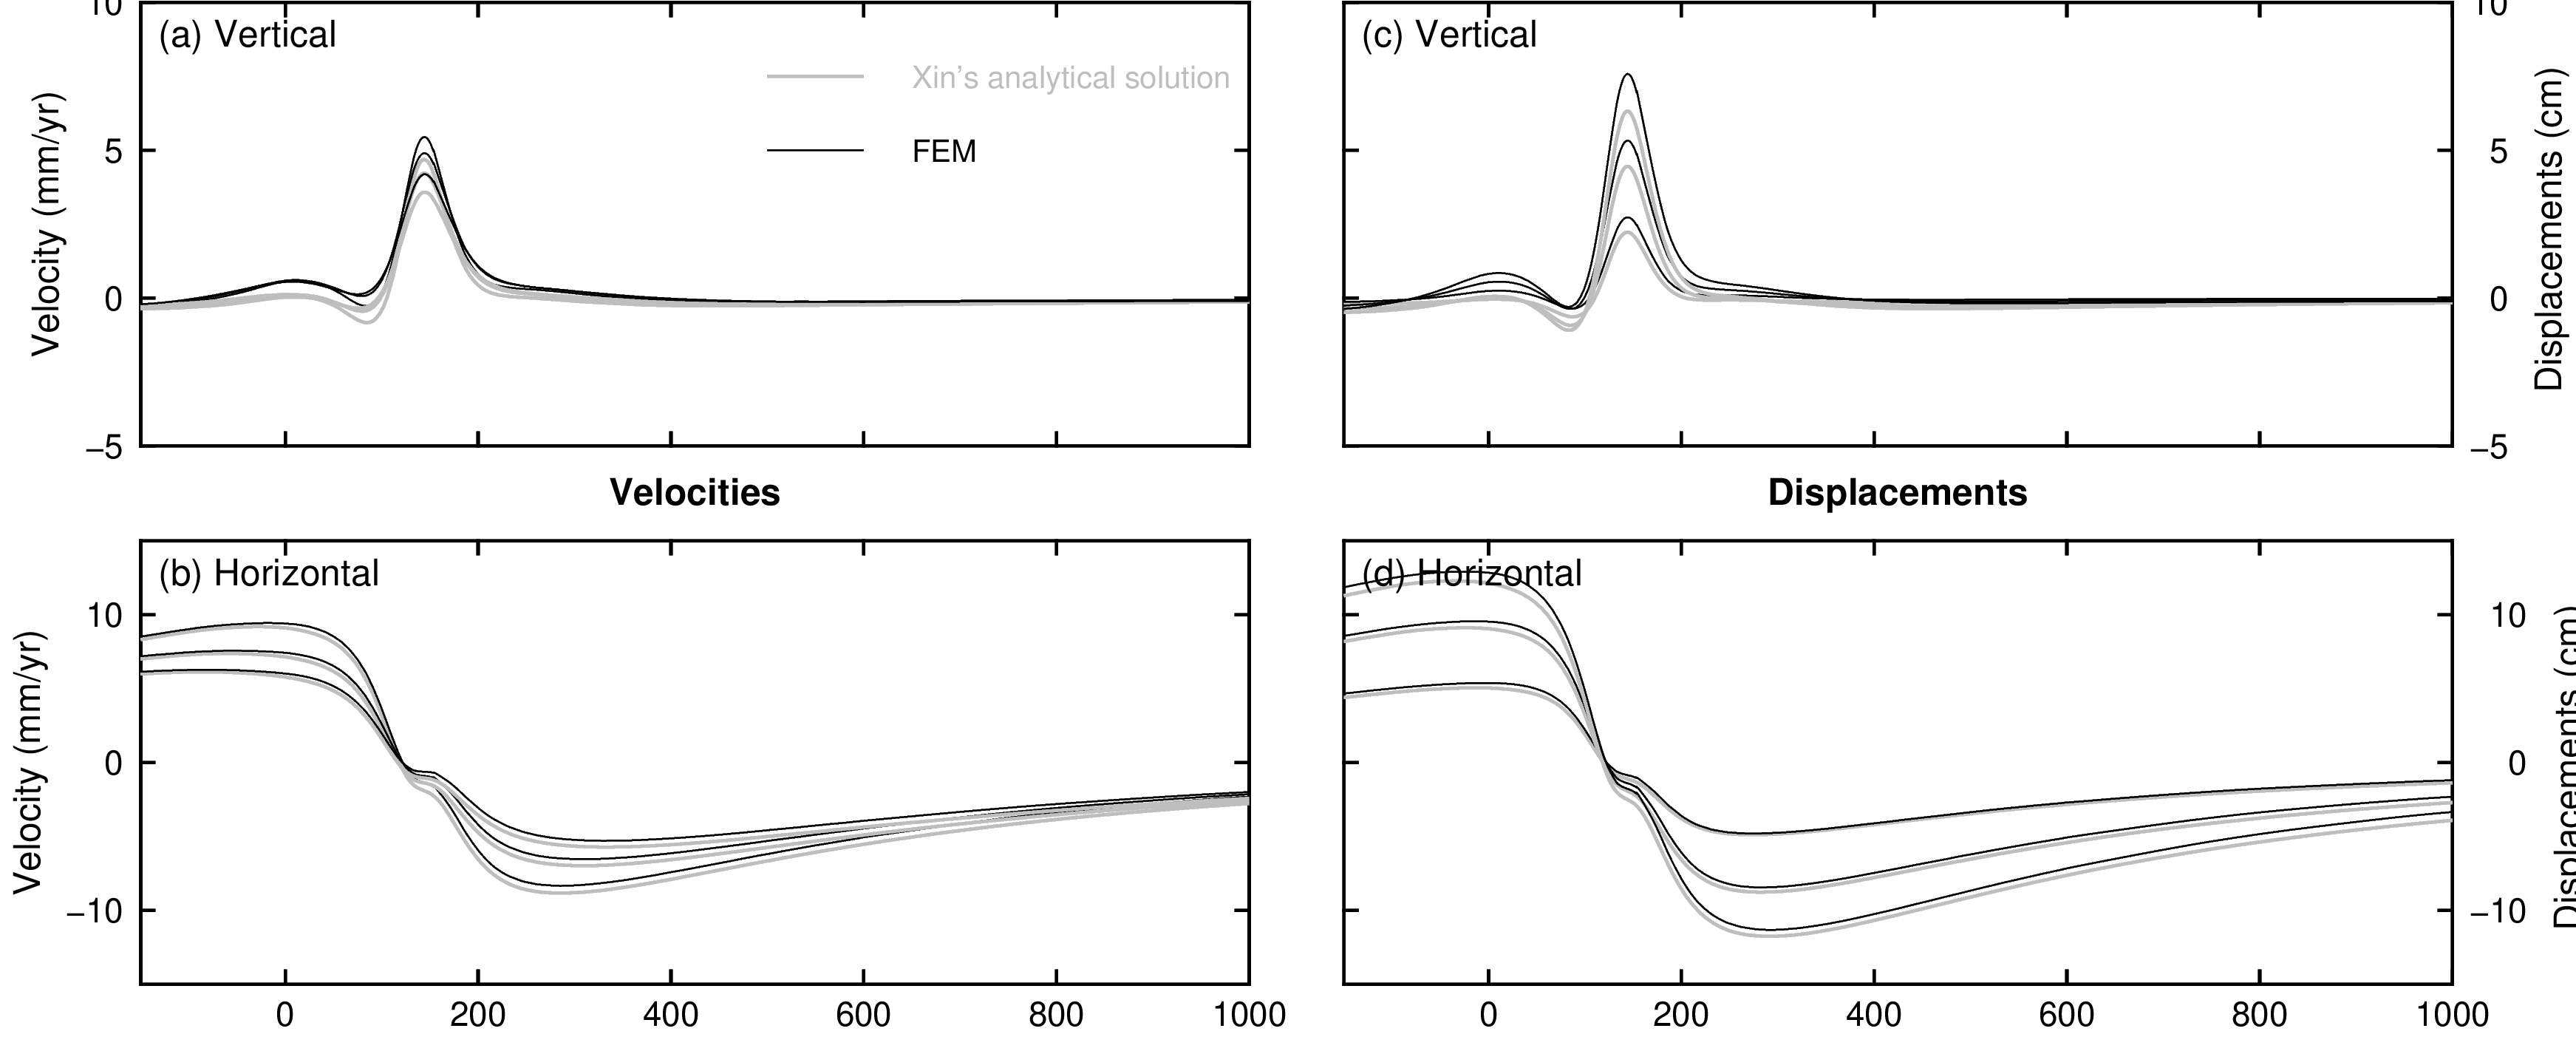 10
(a) Vertical
Xin's analytical solution
FEM
5
0
−5
Velocity (mm/yr)
(c) Vertical
10
5
0
−5
Displacements (cm)
Velocities
Displacements
(b) Horizontal
10
0
−10
Velocity (mm/yr)
0 200 400 600 800 1000
(d) Horizontal
10
0
−10
Displacements (cm)
0 200 400 600 800 1000